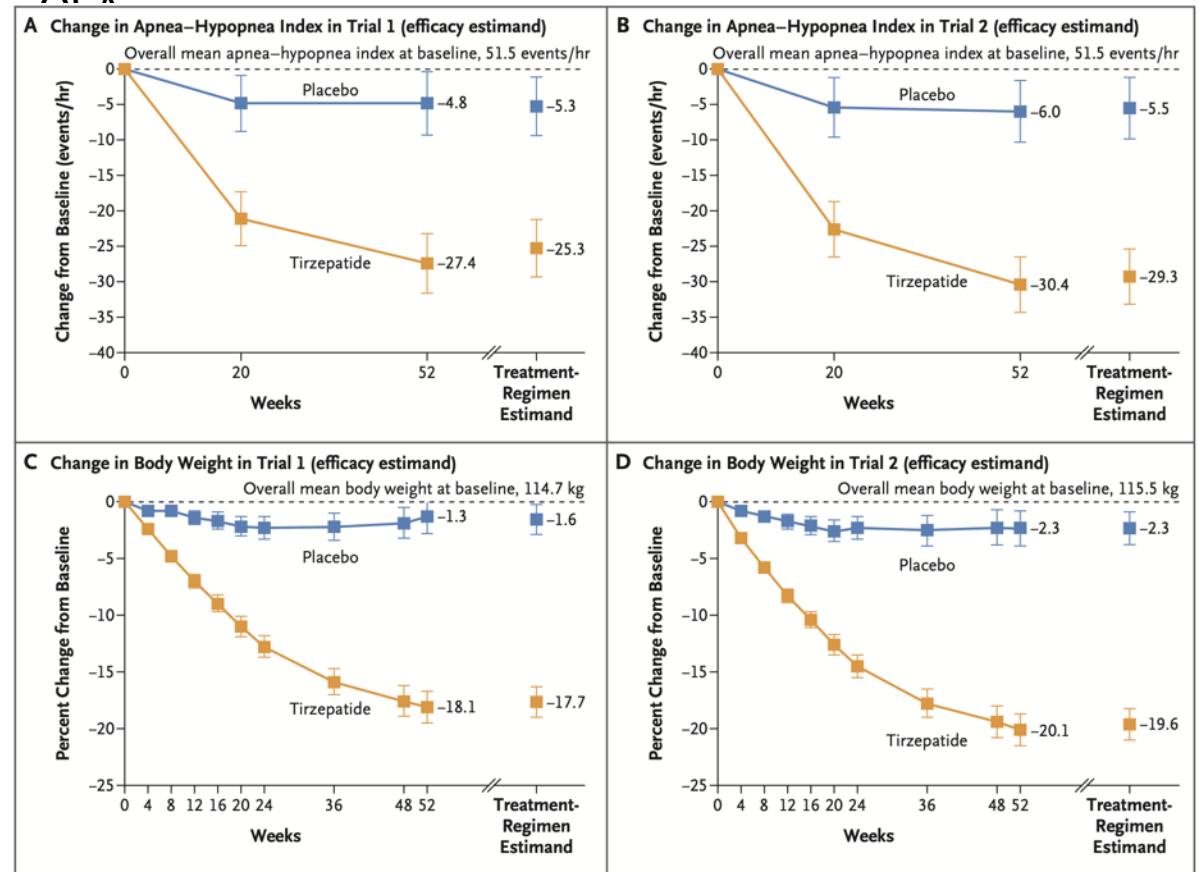 A Change in Apnea–Hypopnea Index in Trial 1 (efficacy estimand)
Overall mean apnea–hypopnea index at baseline, 51.5 events/hr
Change from Baseline (events/hr)
0
−5
−10
−15
−20
−25
−30
−35
−40
Placebo
−4.8
−5.3
Tirzepatide
−27.4
−25.3
0 20 52
Treatment-
Regimen
Estimand
Weeks
B Change in Apnea–Hypopnea Index in Trial 2 (efficacy estimand)
Overall mean apnea–hypopnea index at baseline, 51.5 events/hr
Change from Baseline (events/hr)
0
−5
−10
−15
−20
−25
−30
−35
−40
Placebo
−6.0
−5.5
Tirzepatide
−30.4
−29.3
0 20 52
Treatment-
Regimen
Estimand
Weeks
C Change in Body Weight in Trial 1 (efficacy estimand)
Overall mean body weight at baseline, 114.7 kg
Percent Change from Baseline
0
−5
−10
−15
−20
−25
−1.3
−1.6
Placebo
Tirzepatide
−18.1
−17.7
0 4 8 12 16 20 24 36 48 52
Treatment-
Regimen
Estimand
Weeks
D Change in Body Weight in Trial 2 (efficacy estimand)
Overall mean body weight at baseline, 115.5 kg
Percent Change from Baseline
0
−5
−10
−15
−20
−25
−2.3
−2.3
Placebo
Tirzepatide
−20.1
−19.6
0 4 8 12 16 20 24 36 48 52
Treatment-
Regimen
Estimand
Weeks